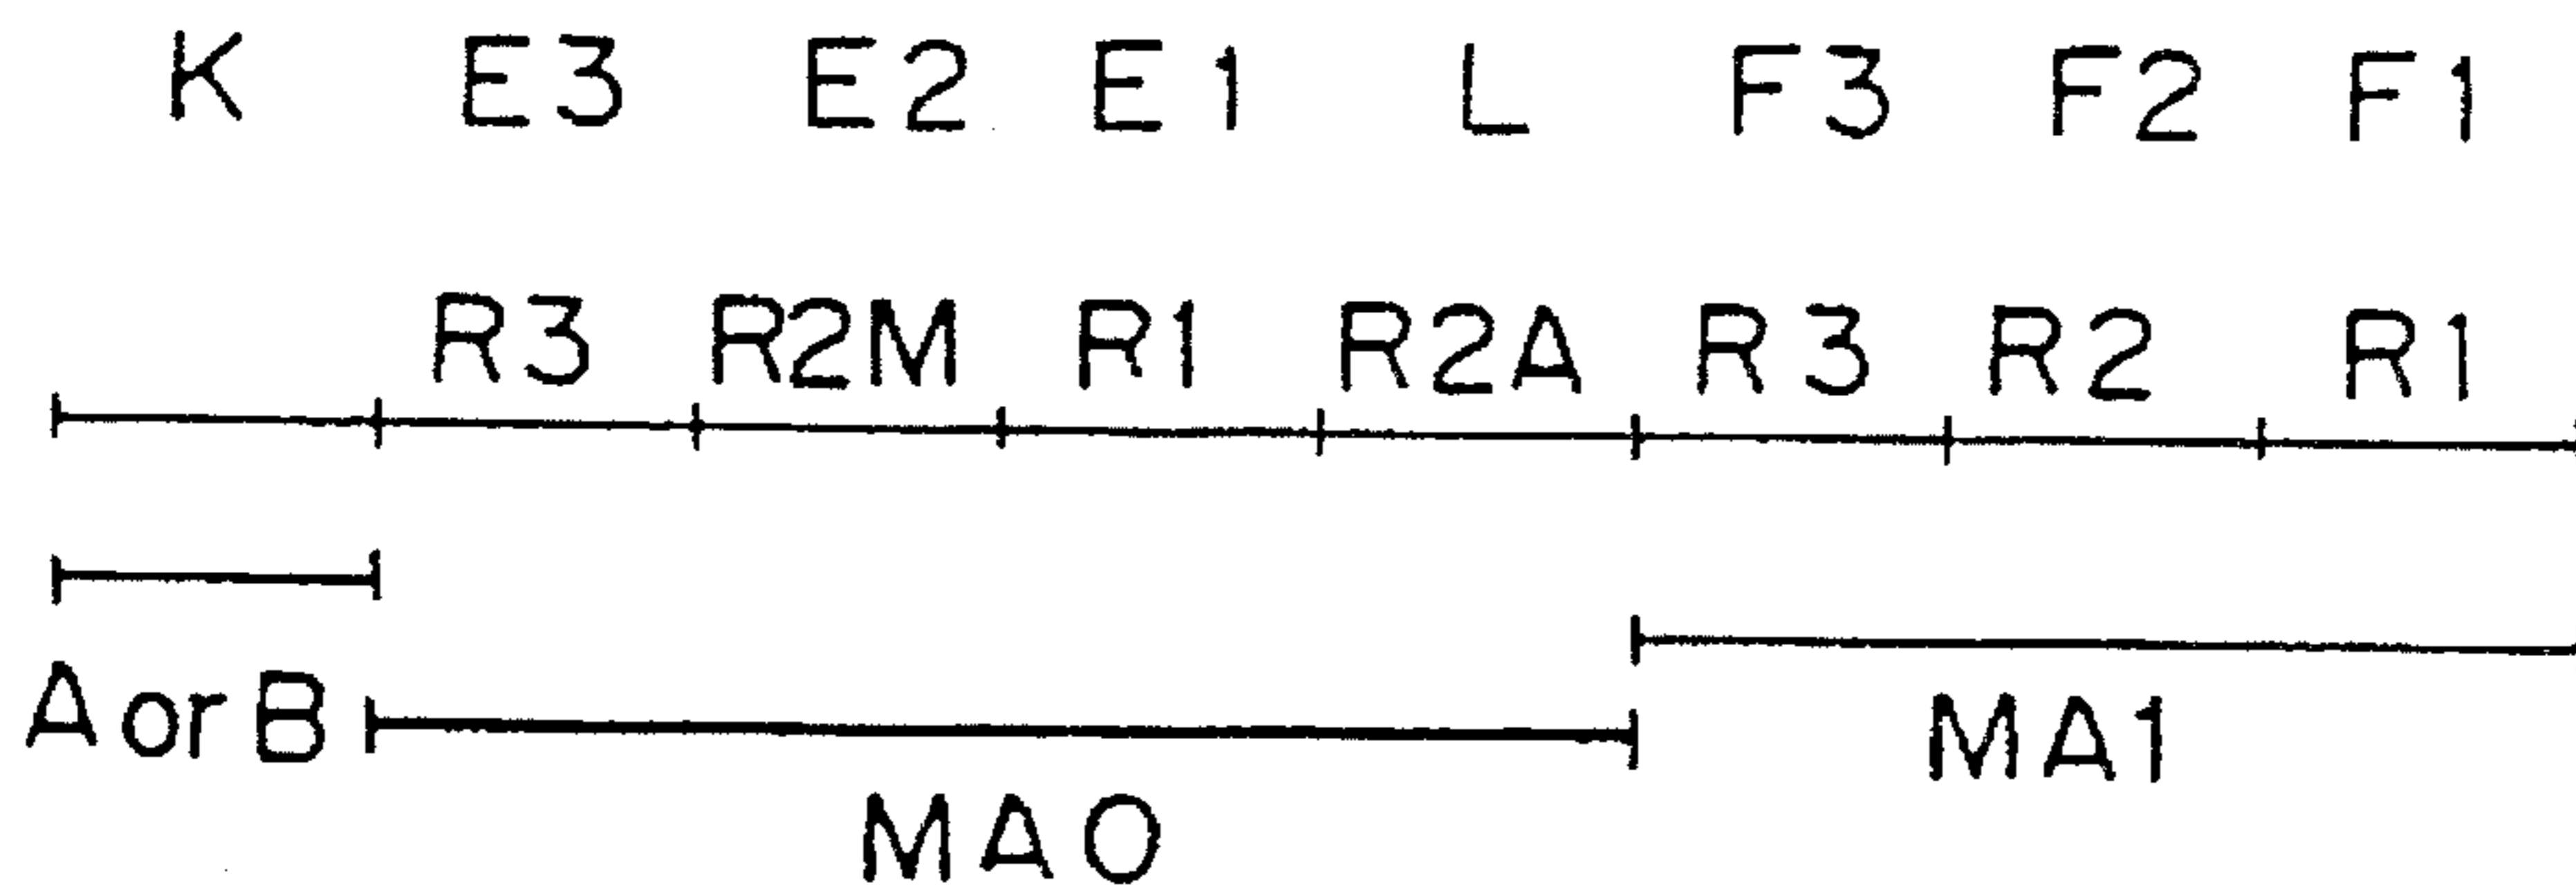 K E3 E2 E1 L F3 F2 F1
R3 R2M R1 R2A R3 R2 R1
A or B MA1
MA0